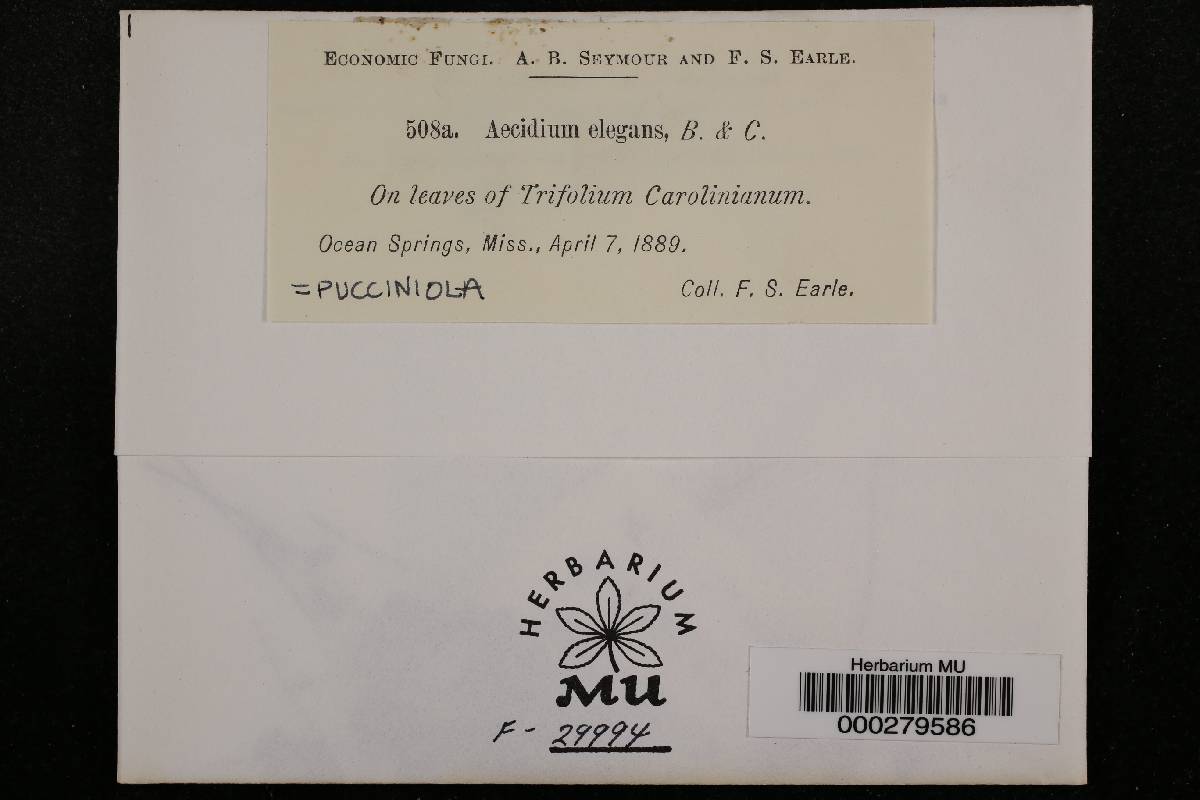 ECONOMIC FUNGI. A. B. SEYMOUR AND F. S. EARLE.
508a. Aecidium elegans, B. & C.
On leaves of Trifolium Carolinianum.
Ocean Springs, Miss., April 7, 1889.
=PUCCINIOLA Coll. F. S. Earle.
HERBARIUM
MU
F- 29994
Herbarium MU
000279586